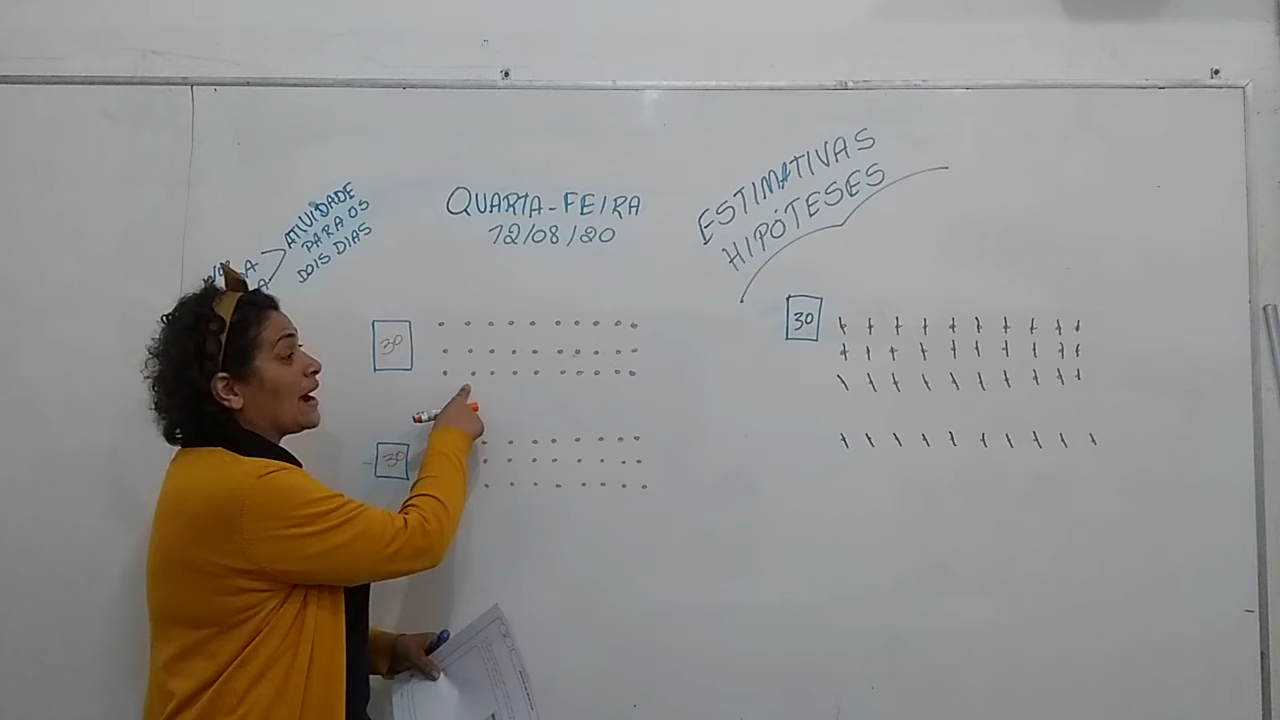 ATIVIDADE
PARA OS
DOIS DIAS
QUARTA-FEIRA
12/08/20
ESTIMATIVAS
HIPÓTESES
30
30
30